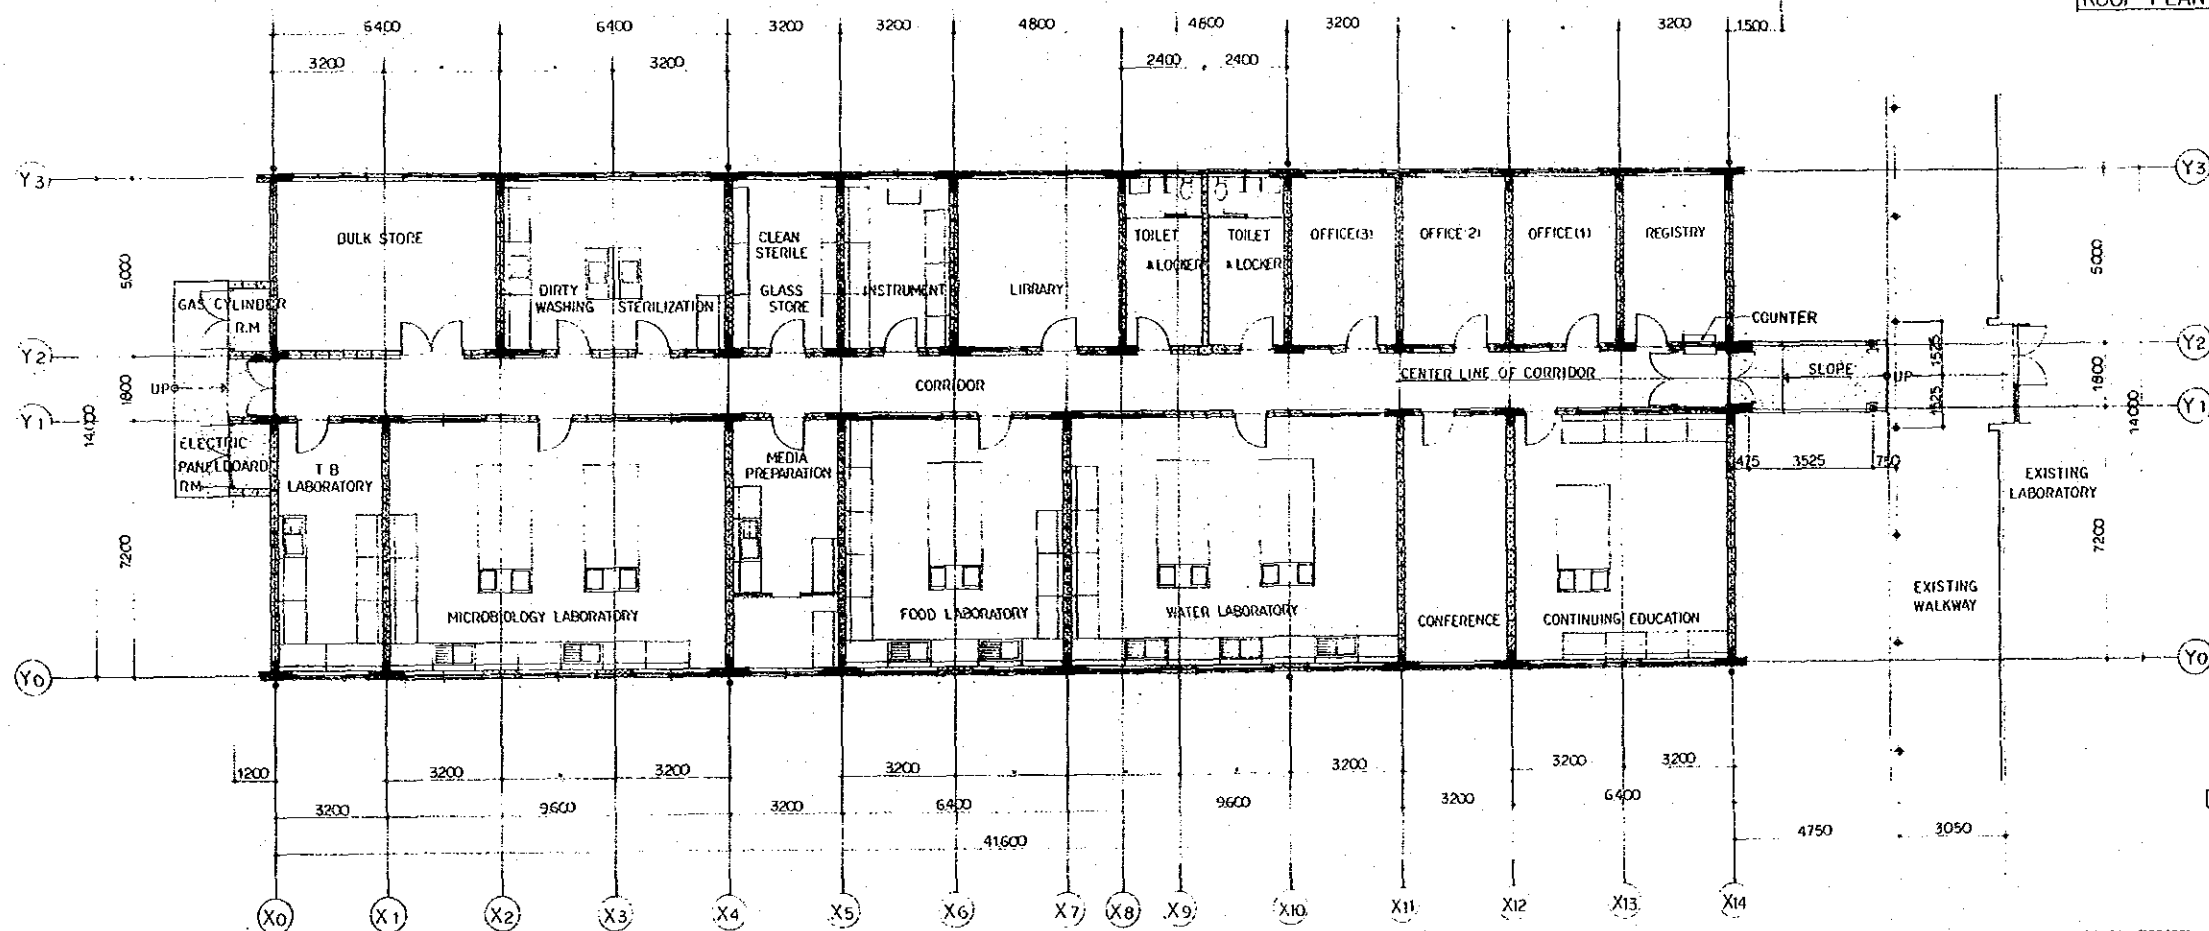 ROOF PLAN
6400
6400
3200
3200
4800
4800
3200
3200
1500
3200
3200
2400
2400
Y3
Y3
BULK STORE
CLEAN
STERILE
GLASS
STORE
DIRTY
WASHING
STERILIZATION
INSTRUMENT
LIBRARY
TOILET
& LOCKER
TOILET
& LOCKER
OFFICE(3)
OFFICE(2)
OFFICE(1)
REGISTRY
5000
5000
GAS CYLINDER
R.M
COUNTER
Y2
Y2
UP
1800
CORRIDOR
CENTER LINE OF CORRIDOR
SLOPE
UP
1525
1525
1800
Y1
Y1
14000
14000
ELECTRIC
PANELBOARD
RM
T B
LABORATORY
MEDIA
PREPARATION
475
3525
750
EXISTING
LABORATORY
7200
7200
MICROBIOLOGY LABORATORY
FOOD LABORATORY
WATER LABORATORY
CONFERENCE
CONTINUING EDUCATION
EXISTING
WALKWAY
Y0
Y0
1200
3200
3200
3200
3200
3200
3200
3200
9600
3200
6400
9600
3200
6400
41600
4750
3050
X0
X1
X2
X3
X4
X5
X6
X7
X8
X9
X10
X11
X12
X13
X14